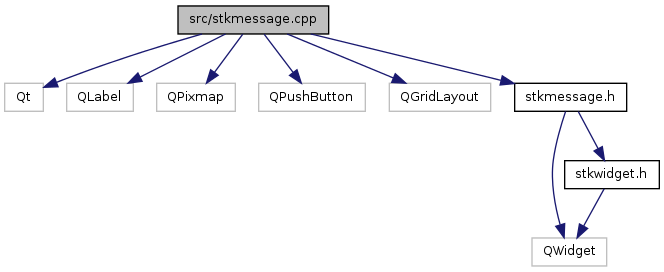 src/stkmessage.cpp
Qt
QLabel
QPixmap
QPushButton
QGridLayout
stkmessage.h
stkwidget.h
QWidget